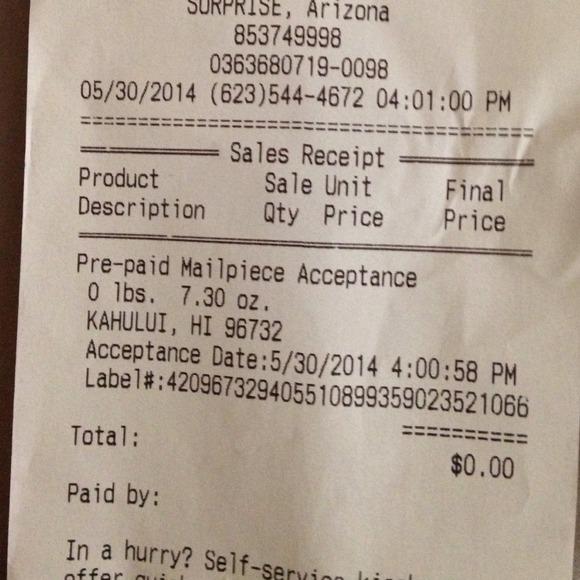 SURPRISE, Arizona
853749998
0363680719-0098
05/30/2014 (623)544-4672 04:01:00 PM
Sales Receipt
Product Sale Unit Final
Description Qty Price Price
Pre-paid Mailpiece Acceptance
0 lbs. 7.30 oz.
KAHULUI, HI 96732
Acceptance Date:5/30/2014 4:00:58 PM
Label#:420967329405510899359023521066
==========
Total: $0.00
Paid by:
In a hurry? Self-service
offer